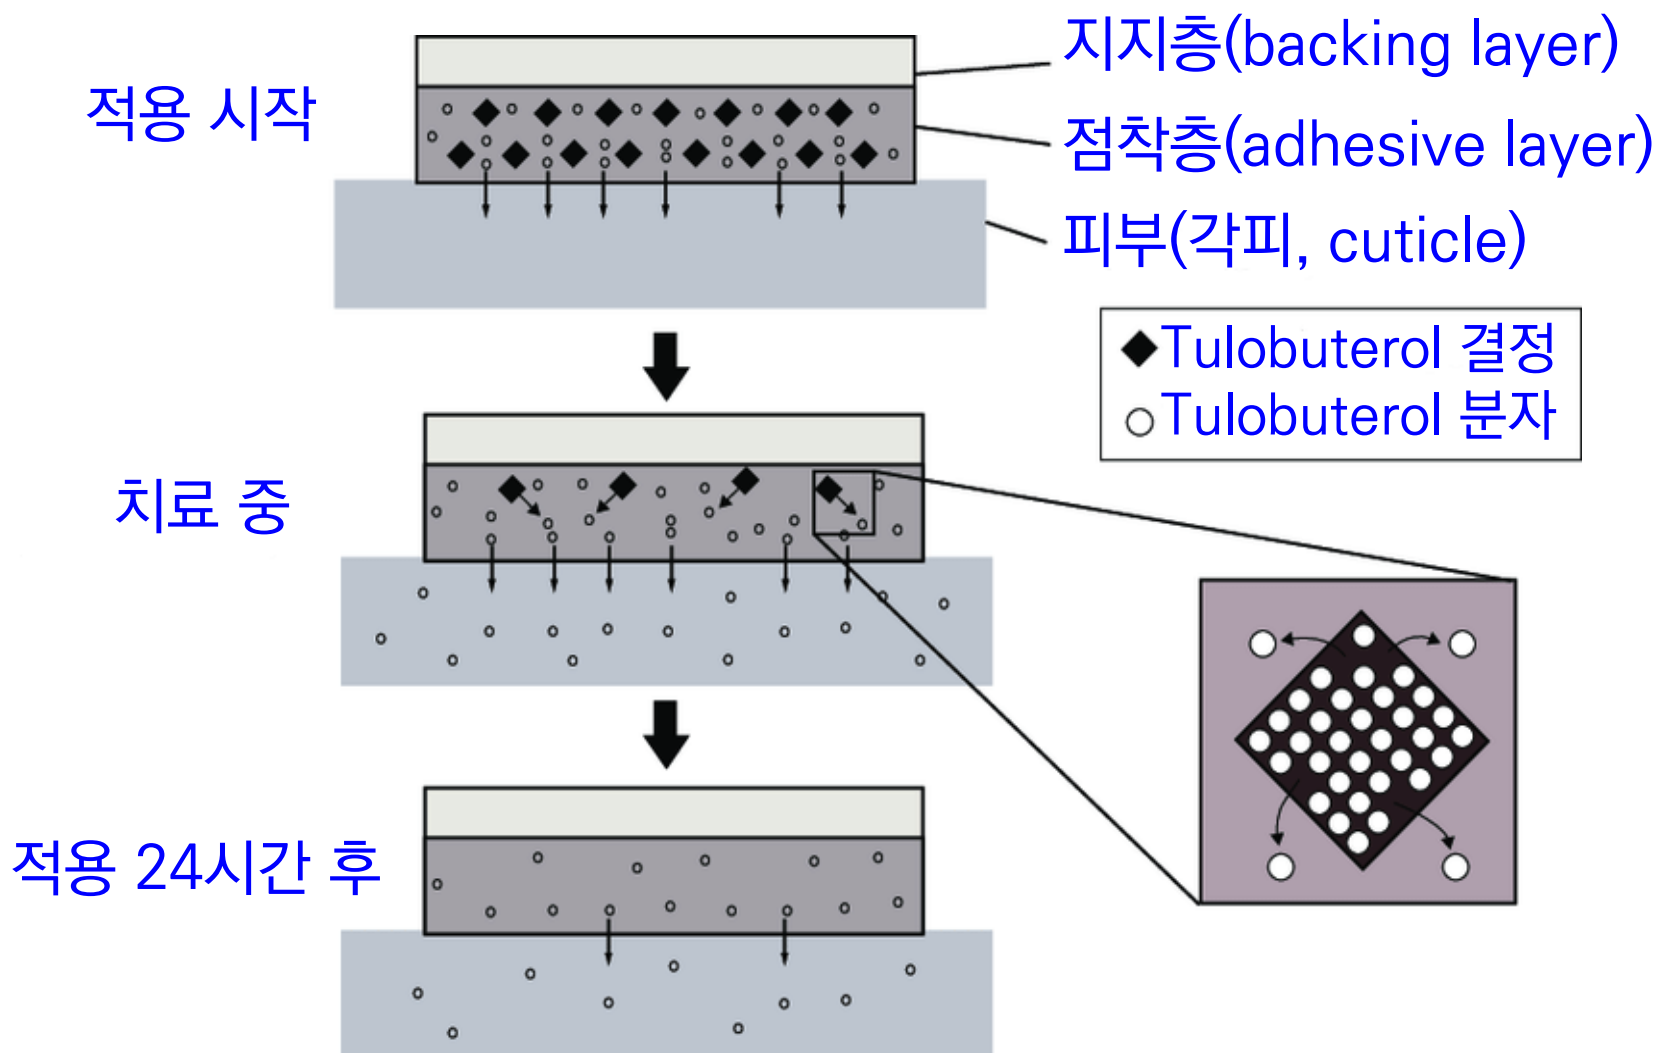 지지층(backing layer)
적용 시작
점착층(adhesive layer)
피부(각피, cuticle)
Tulobuterol 결정
Tulobuterol 분자
치료 중
적용 24시간 후